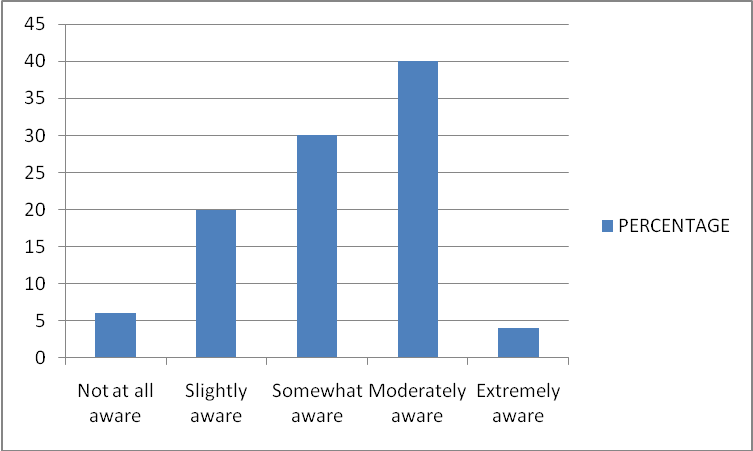 45
40
35
30
25
20
15
10
5
0
Not at all aware
Slightly aware
Somewhat aware
Moderately aware
Extremely aware
PERCENTAGE